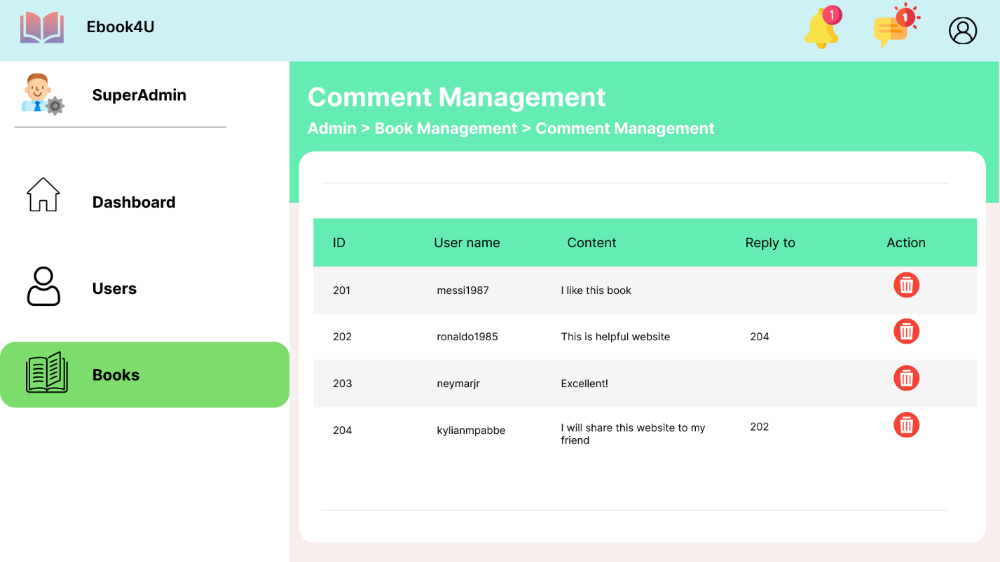 Ebook4U
1
1
SuperAdmin
Dashboard
Users
Books
Comment Management
Admin > Book Management > Comment Management
ID User name Content Reply to Action
201 messi1987 I like this book
202 ronaldo1985 This is helpful website 204
203 neymarjr Excellent!
204 kylianmpabbe I will share this website to my 202
friend